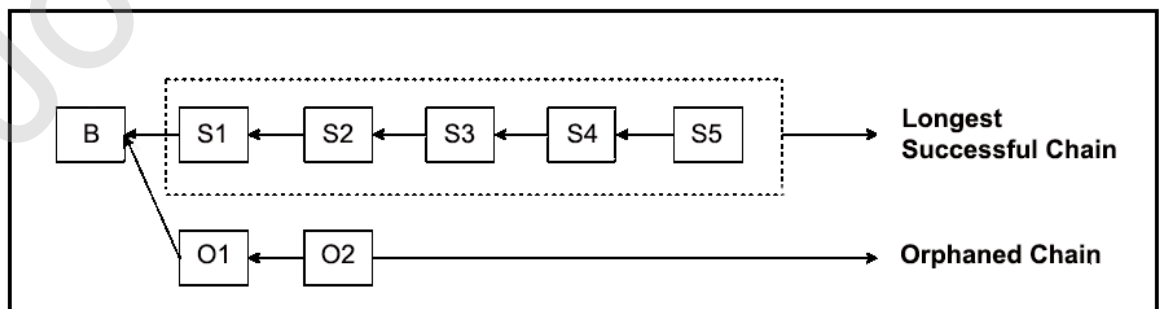 B
S1
S2
S3
S4
S5
Longest
Successful Chain
O1
O2
Orphaned Chain